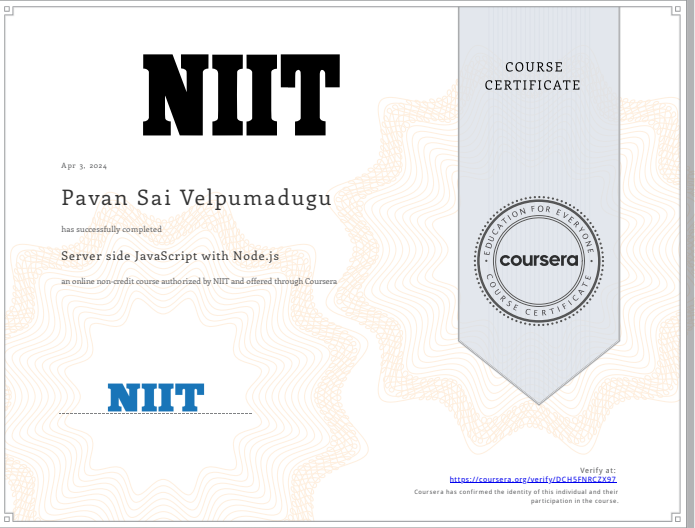 NIIT
COURSE
CERTIFICATE
Apr 3, 2024
Pavan Sai Velpumadugu
has successfully completed
Server side JavaScript with Node.js
an online non-credit course authorized by NIIT and offered through Coursera
EDUCATION FOR EVERYONE
coursera
COURSE CERTIFICATE
NIIT
Verify at:
https://coursera.org/verify/DCH5FNRCZX97
Coursera has confirmed the identity of this individual and their
participation in the course.